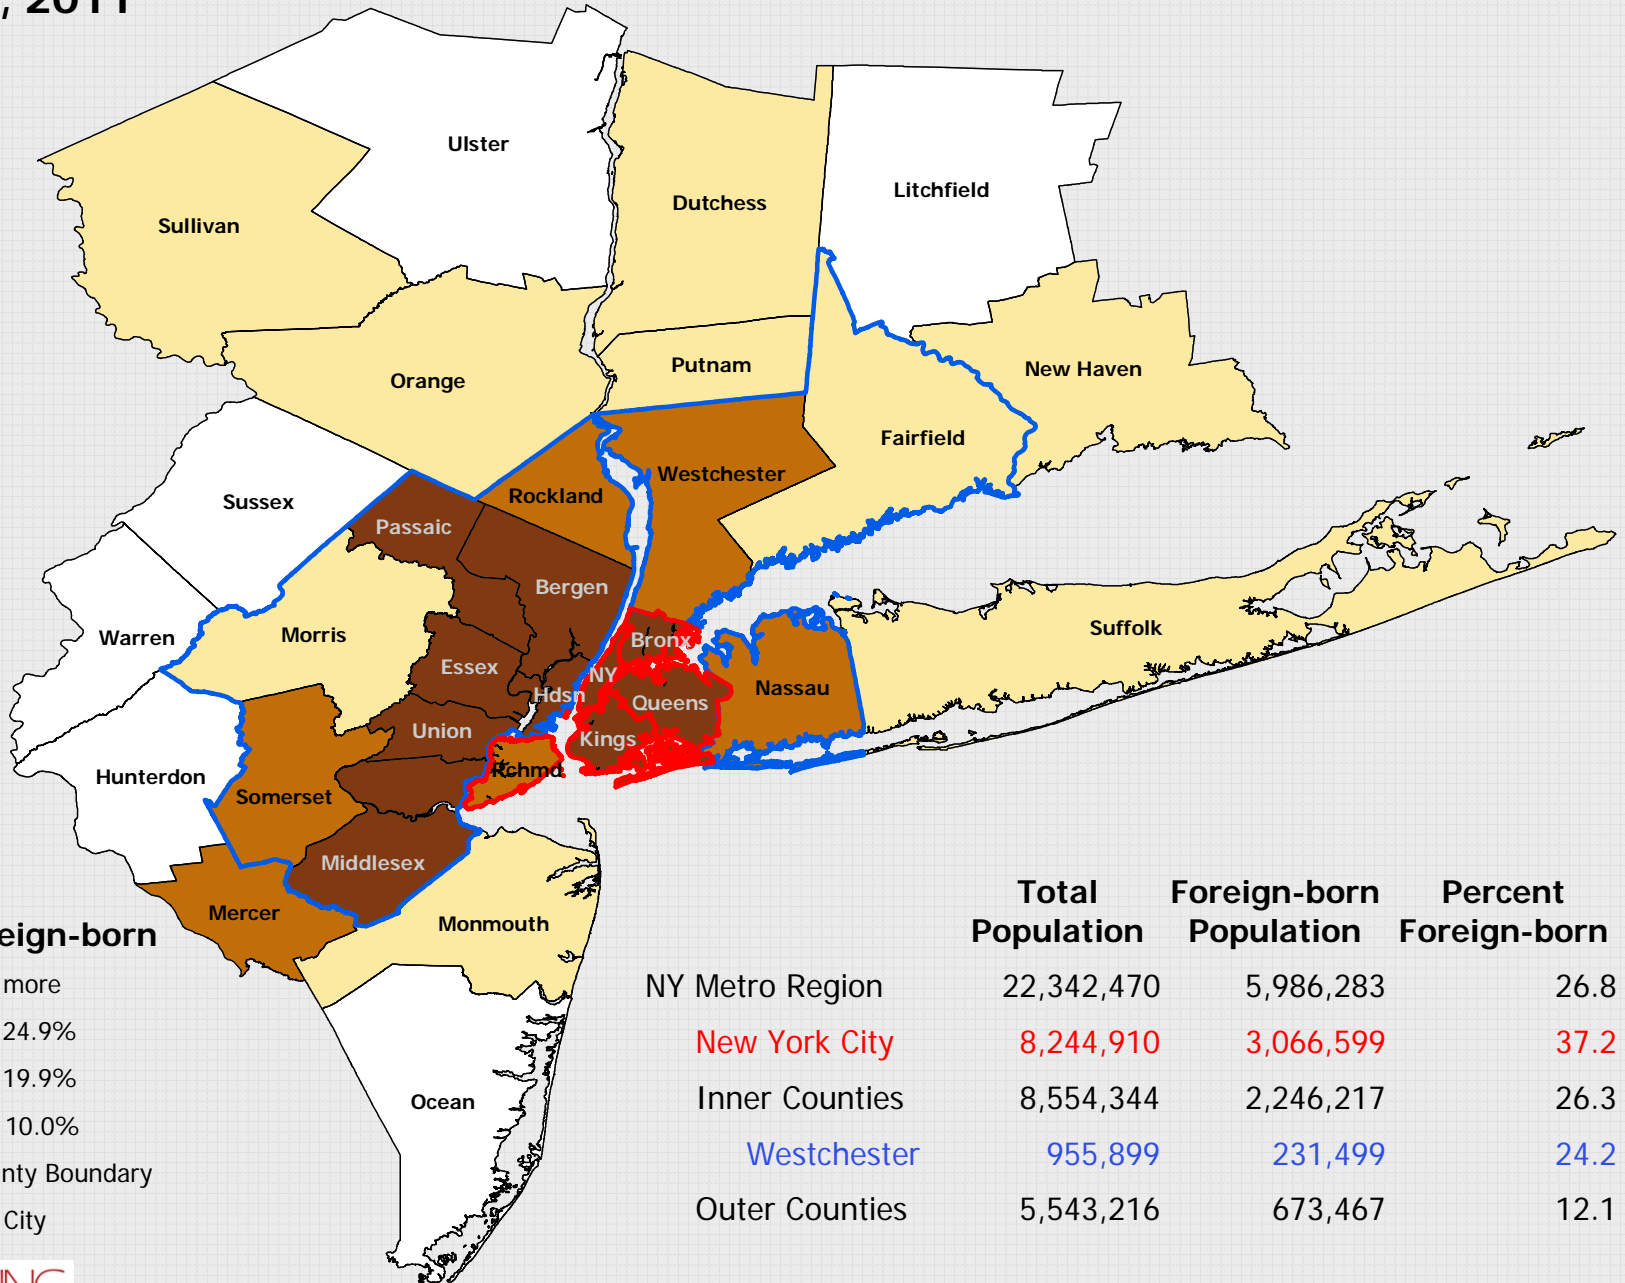 , 2011
Ulster
Litchfield
Dutchess
Sullivan
Putnam
New Haven
Orange
Fairfield
Westchester
Rockland
Sussex
Passaic
Bergen
Suffolk
Morris
Warren
Bronx
Essex
NY
Nassau
Hdsn
Queens
Union
Kings
Rchmd
Hunterdon
Somerset
Middlesex
Mercer
Monmouth
Ocean
Total Foreign-born Percent
Population Population Foreign-born
NY Metro Region 22,342,470 5,986,283 26.8
New York City 8,244,910 3,066,599 37.2
Inner Counties 8,554,344 2,246,217 26.3
Westchester 955,899 231,499 24.2
Outer Counties 5,543,216 673,467 12.1
eign-born
more
24.9%
19.9%
10.0%
nty Boundary
City